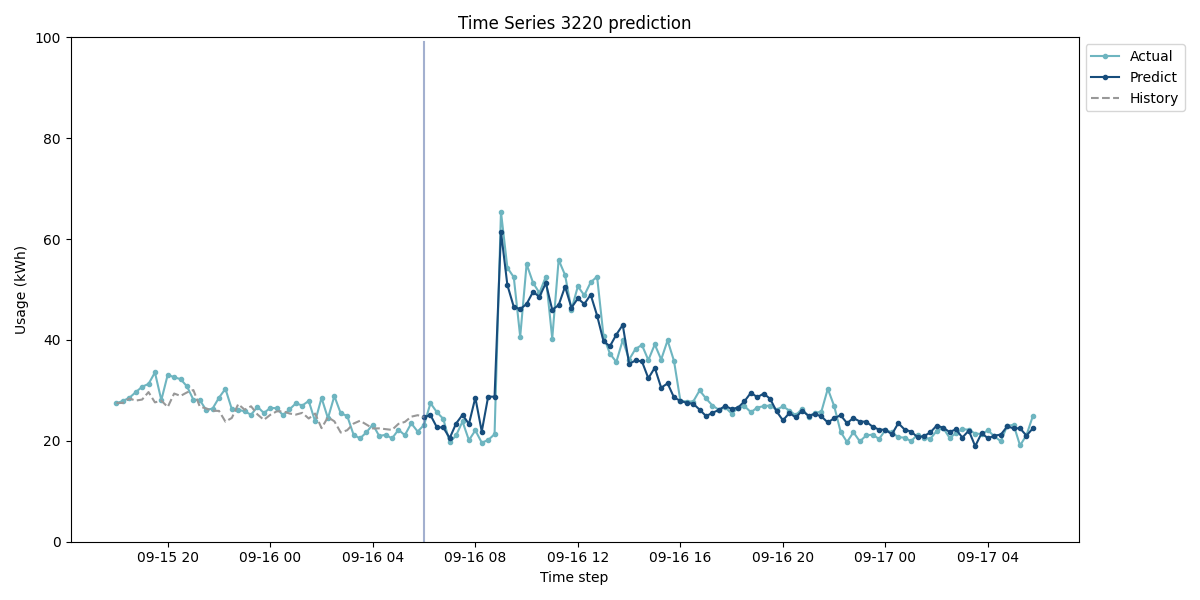 Time Series 3220 prediction
100
80
60
40
20
0
Usage (kWh)
09-15 20
09-16 00
09-16 04
09-16 08
09-16 12
09-16 16
09-16 20
09-17 00
09-17 04
Time step
Actual
Predict
History